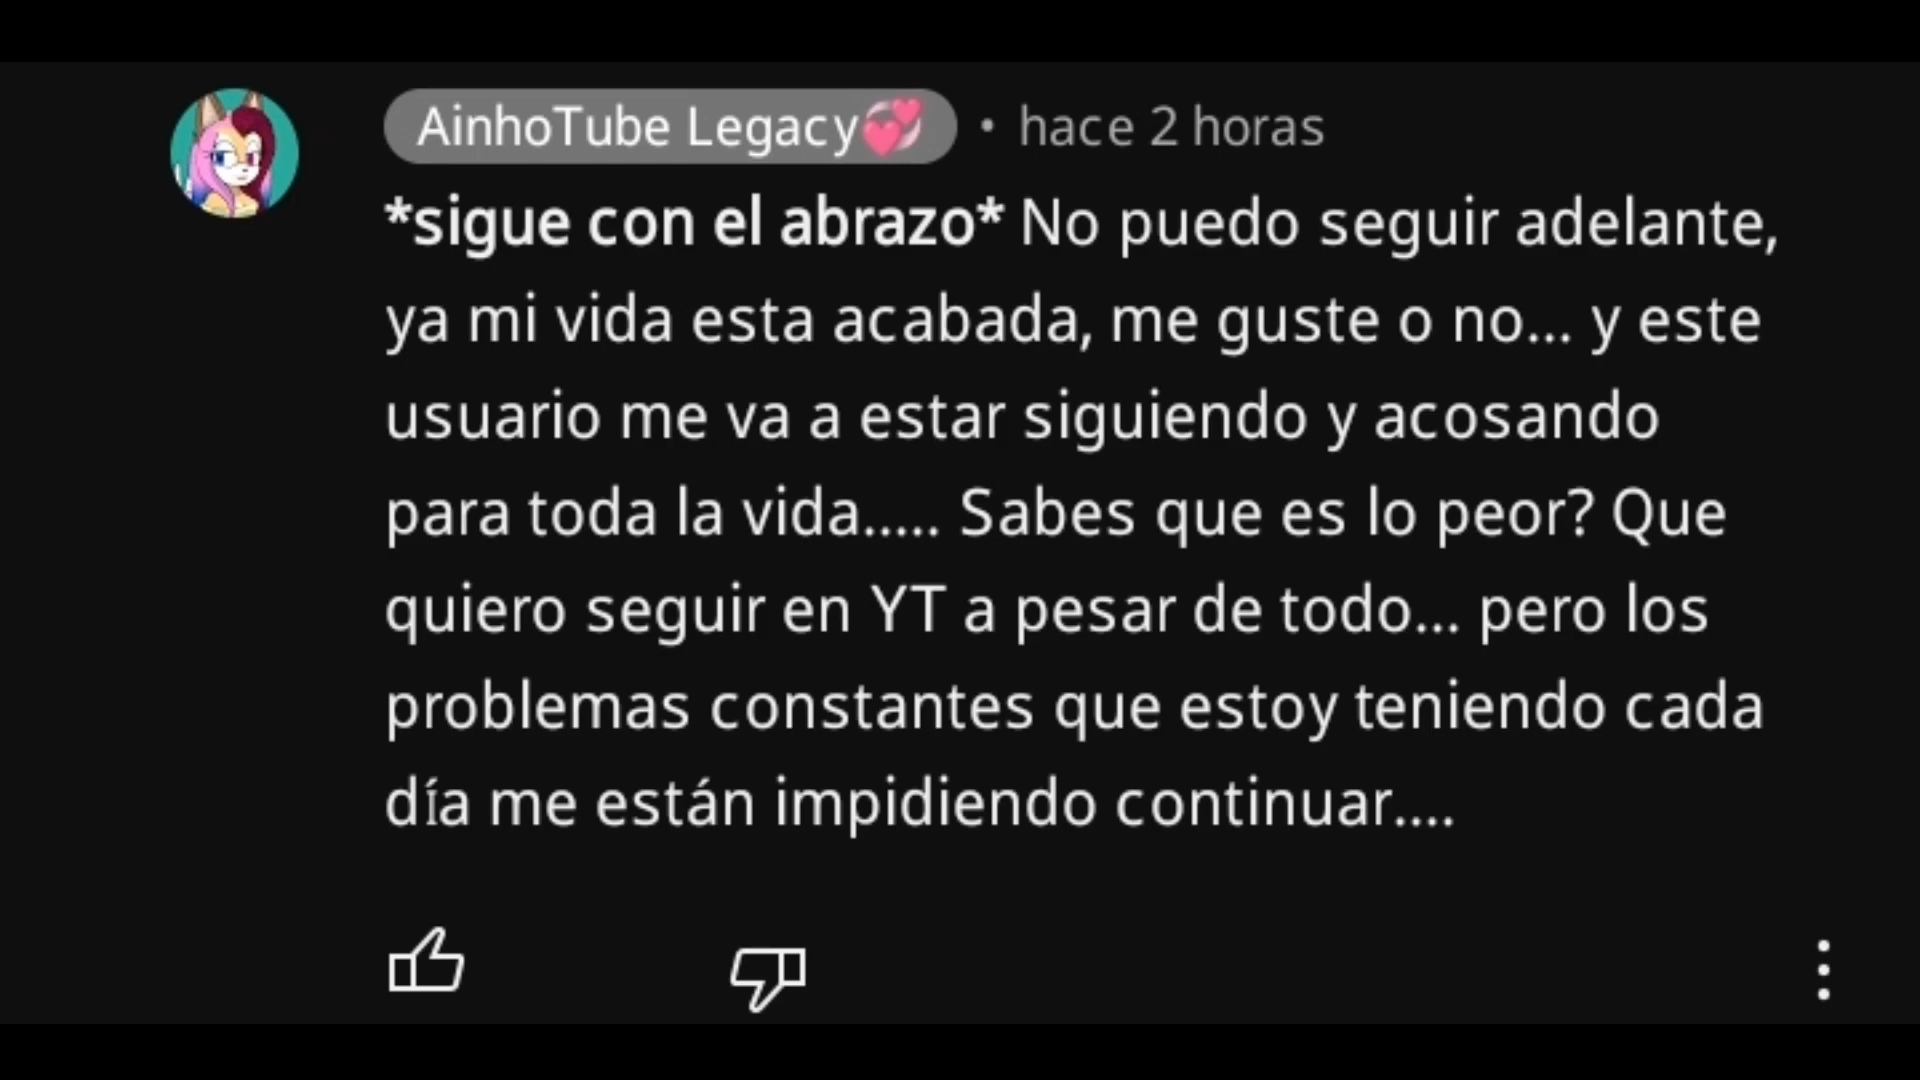 AinhoTube Legacy💞 • hace 2 horas
*sigue con el abrazo* No puedo seguir adelante,
ya mi vida esta acabada, me guste o no... y este
usuario me va a estar siguiendo y acosando
para toda la vida..... Sabes que es lo peor? Que
quiero seguir en YT a pesar de todo... pero los
problemas constantes que estoy teniendo cada
día me están impidiendo continuar....